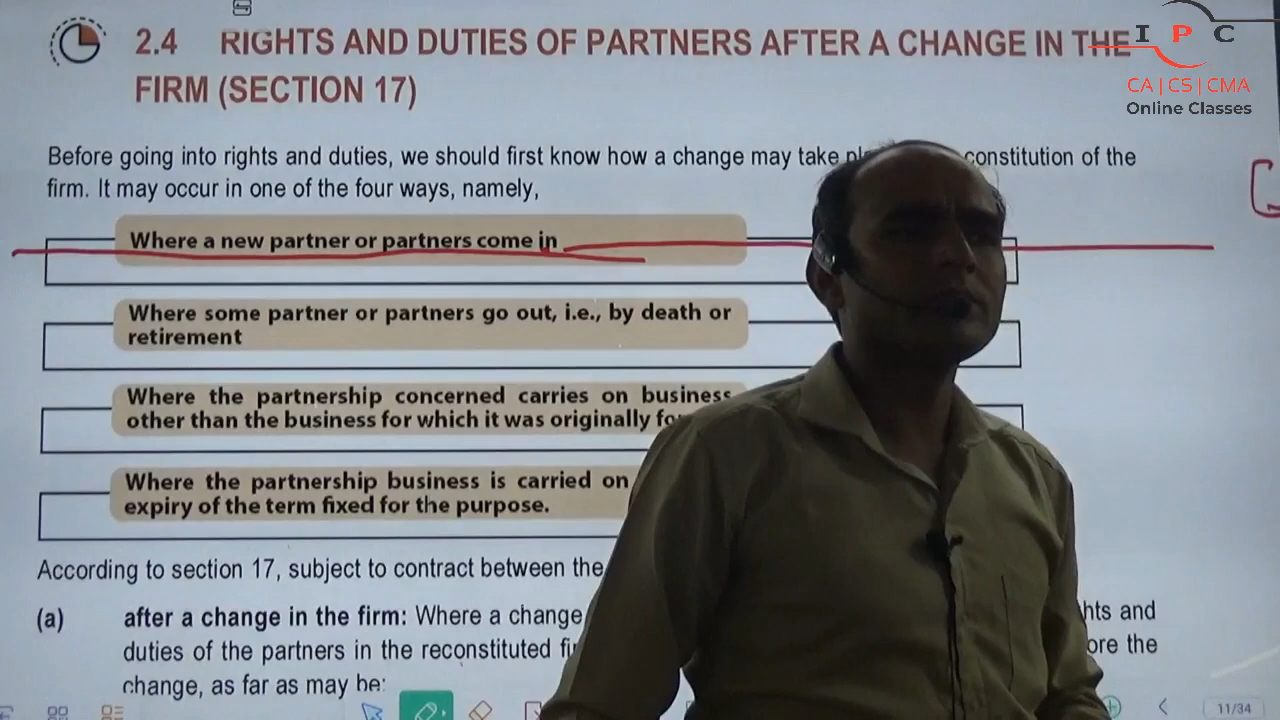 I P C
CA | CS | CMA
Online Classes
2.4 RIGHTS AND DUTIES OF PARTNERS AFTER A CHANGE IN THE
FIRM (SECTION 17)
Before going into rights and duties, we should first know how a change may take constitution of the
firm. It may occur in one of the four ways, namely,
Where a new partner or partners come in
Where some partner or partners go out, i.e., by death or
retirement
Where the partnership concerned carries on business
other than the business for which it was originally
Where the partnership business is carried on
expiry of the term fixed for the purpose.
According to section 17, subject to contract between the
(a) after a change in the firm: Where a change and
duties of the partners in the reconstituted the
change, as far as may be:
11/34